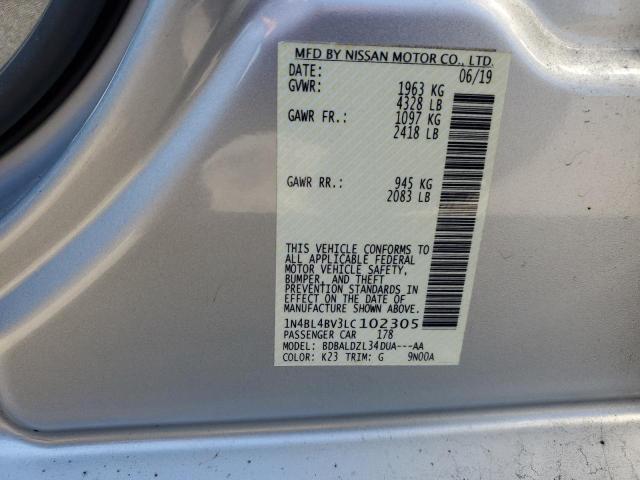 MFD BY NISSAN MOTOR CO., LTD.
DATE: 06/19
GVWR: 1963 KG
4328 LB
GAWR FR.: 1097 KG
2418 LB
GAWR RR.: 945 KG
2083 LB
THIS VEHICLE CONFORMS TO
ALL APPLICABLE FEDERAL
MOTOR VEHICLE SAFETY,
BUMPER, AND THEFT
PREVENTION STANDARDS IN
EFFECT ON THE DATE OF
MANUFACTURE SHOWN ABOVE.
1N4BL4BV3LC102305
PASSENGER CAR 178
MODEL: BDBALDZL34DUA---AA
COLOR: K23 TRIM: G 9N00A